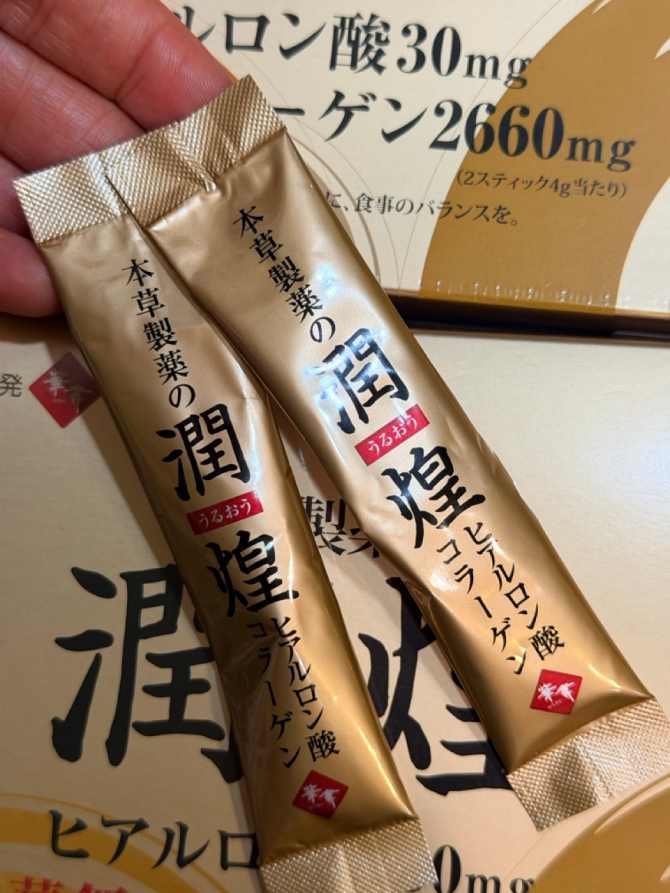 ルロン酸30mg
ーゲン2660mg
(2スティック4g当たり)
、食事のバランスを。
本草製薬の
潤煌
うるおう
ヒアルロン酸
コラーゲン
本草製薬の
潤煌
うるおう
ヒアルロン酸
コラーゲン
発
潤煌
ヒアルロ
0mg